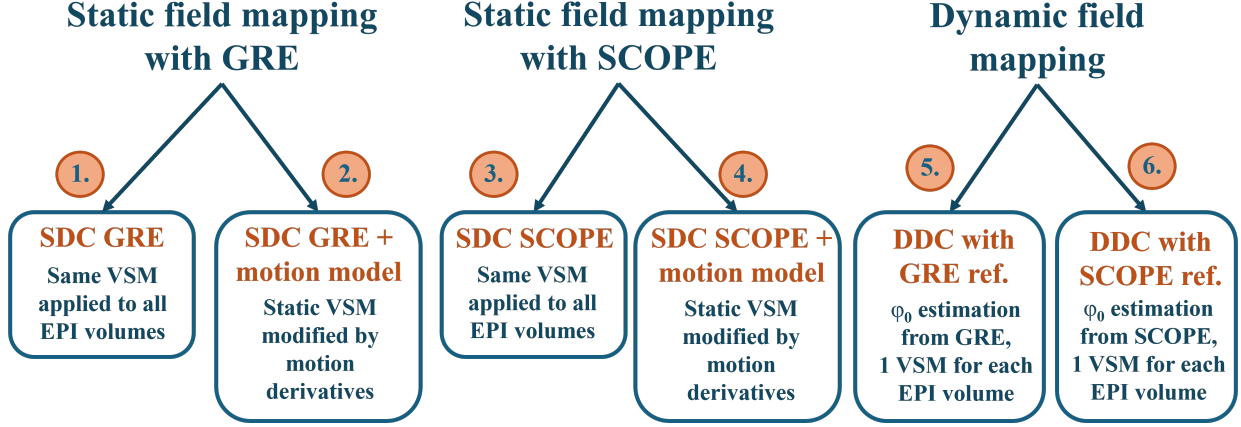 Static field mapping
with GRE
1.
SDC GRE
Same VSM
applied to all
EPI volumes
2.
SDC GRE +
motion model
Static VSM
modified by
motion
derivatives
Static field mapping
with SCOPE
3.
SDC SCOPE
Same VSM
applied to all
EPI volumes
4.
SDC SCOPE +
motion model
Static VSM
modified by
motion
derivatives
Dynamic field
mapping
5.
DDC with
GRE ref.
φ₀ estimation
from GRE,
1 VSM for each
EPI volume
6.
DDC with
SCOPE ref.
φ₀ estimation
from SCOPE,
1 VSM for each
EPI volume